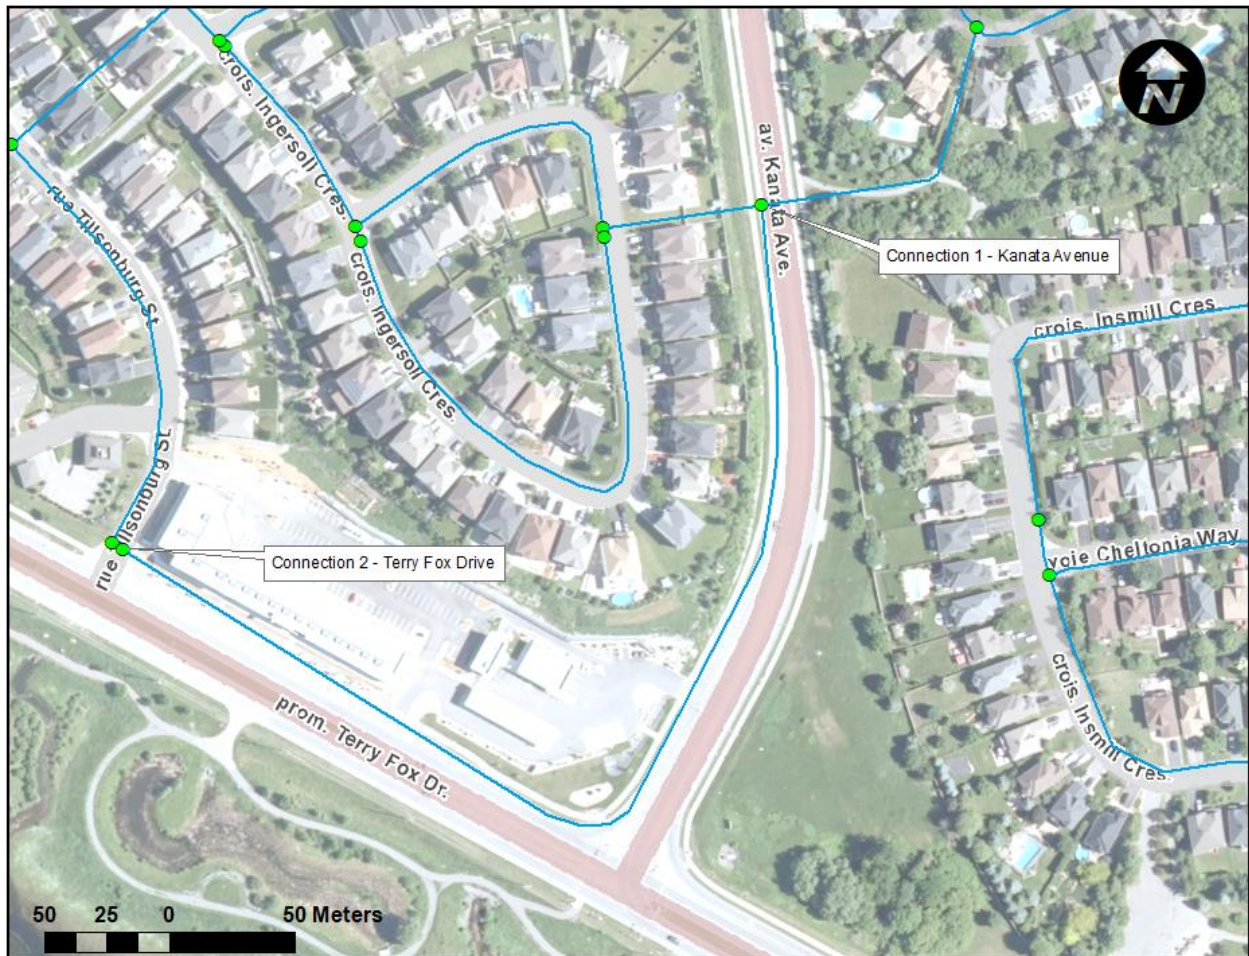 N
crois. Ingersoll Cres.
av. Kanata Ave.
rue Tillsonburg St.
Connection 1 - Kanata Avenue
crois. Ingersoll Cres.
crois. Insmill Cres.
rue Tillsonburg St.
voie Cheltonia Way
Connection 2 - Terry Fox Drive
crois. Insmill Cres.
prom. Terry Fox Dr.
50 25 0 50 Meters